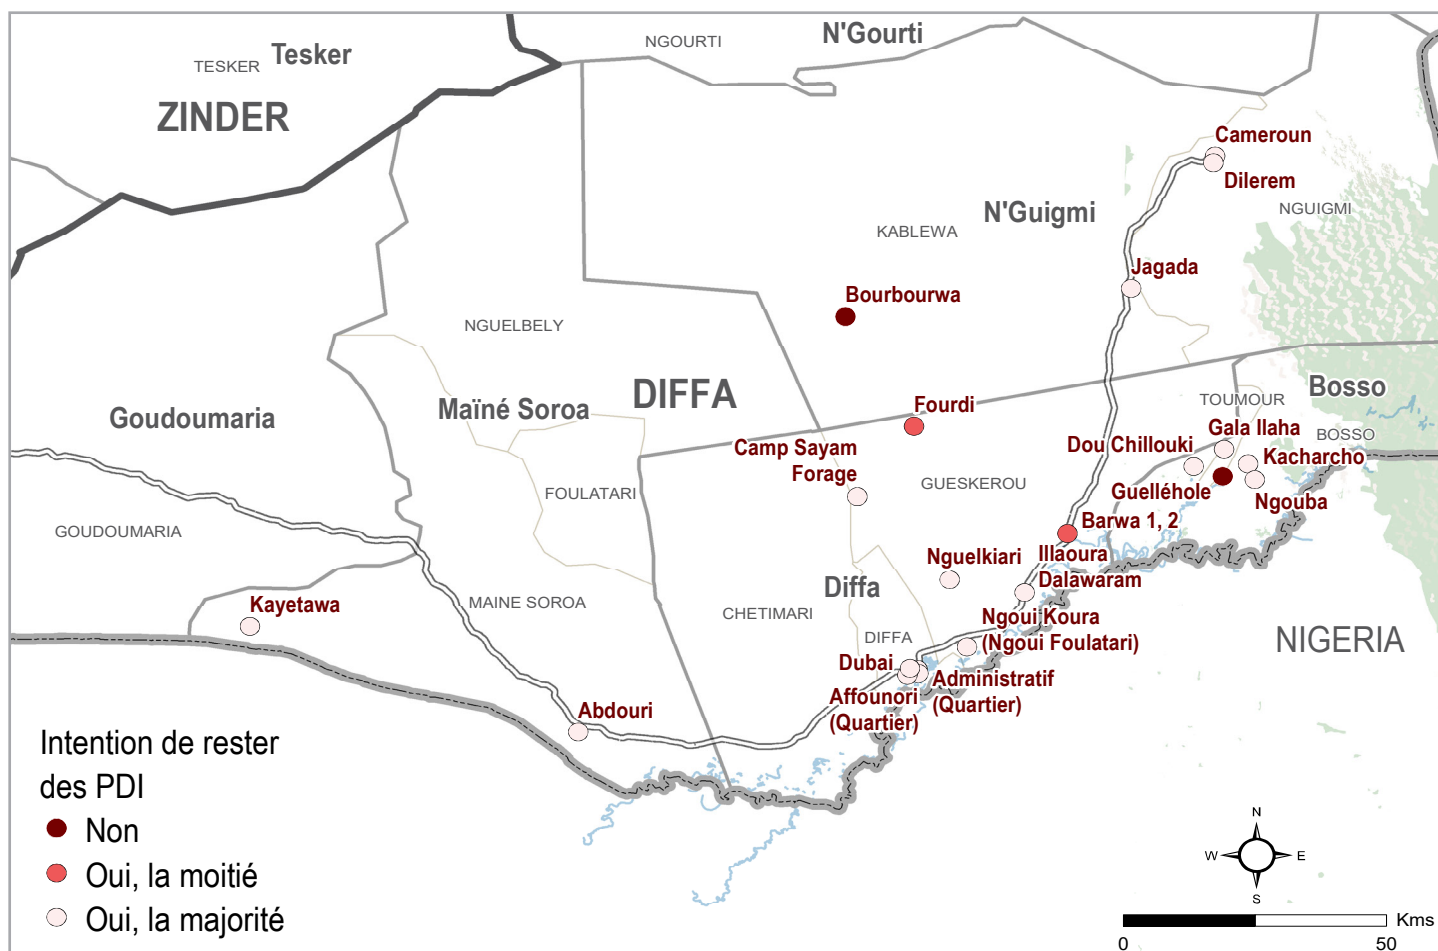 N'Gourti
NGOURTI
Tesker
TESKER
ZINDER
Cameroun
Dilerem
NGUIGMI
N'Guigmi
KABLEWA
Jagada
Bourbourwa
NGUELBELY
DIFFA
Bosso
TOUMOUR
Maïné Soroa
Goudoumaria
Fourdi
Gala Ilaha
BOSSO
Camp Sayam
Forage
Dou Chillouki
Kacharcho
GUESKEROU
Guelléhole
Ngouba
FOULATARI
Barwa 1, 2
GOUDOUMARIA
Nguelkiari
Illaoura
Dalawaram
Diffa
Kayetawa
MAINE SOROA
CHETIMARI
Ngoui Koura
(Ngoui Foulatari)
DIFFA
NIGERIA
Dubai
Administratif
(Quartier)
Affounori
(Quartier)
Abdouri
Intention de rester
des PDI
Non
Oui, la moitié
Oui, la majorité
N
W
E
S
Kms
0
50